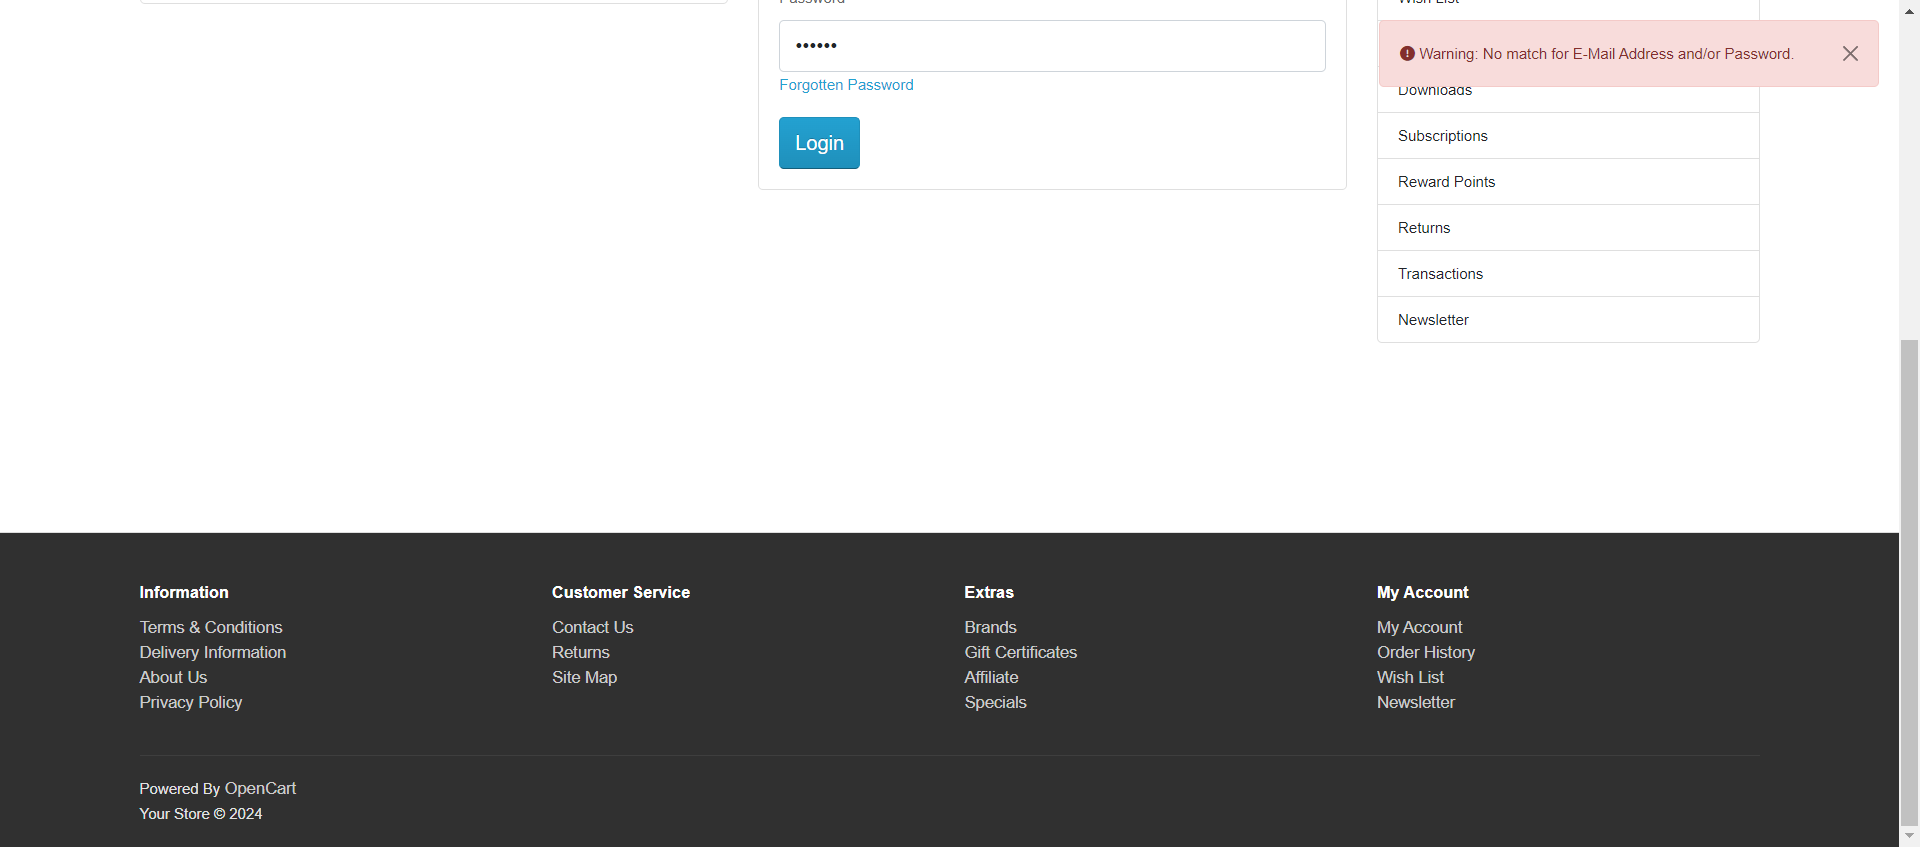 Password
Wish List
Warning: No match for E-Mail Address and/or Password.
••••••
Forgotten Password
Downloads
Login
Subscriptions
Reward Points
Returns
Transactions
Newsletter
Information
Terms & Conditions
Delivery Information
About Us
Privacy Policy
Customer Service
Contact Us
Returns
Site Map
Extras
Brands
Gift Certificates
Affiliate
Specials
My Account
My Account
Order History
Wish List
Newsletter
Powered By OpenCart
Your Store © 2024